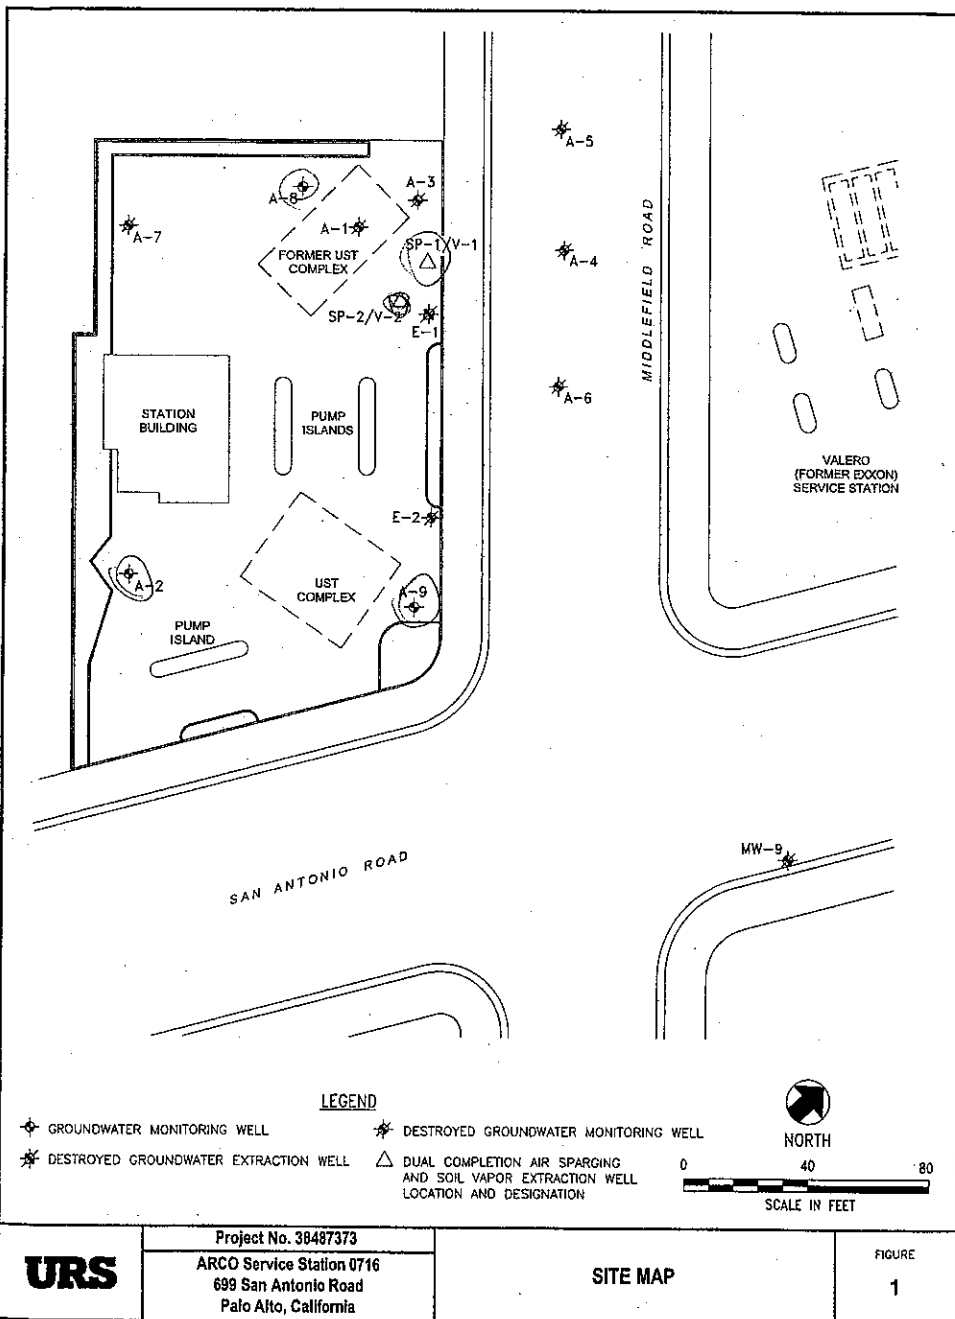 A-5
A-3
A-8
A-1
A-7
SP-1/V-1
FORMER UST
COMPLEX
A-4
SP-2/V-2
E-1
MIDDLEFIELD ROAD
A-6
STATION
BUILDING
PUMP
ISLANDS
VALERO
(FORMER EXXON)
SERVICE STATION
E-2
A-2
UST
COMPLEX
A-9
PUMP
ISLAND
MW-9
SAN ANTONIO ROAD
LEGEND
GROUNDWATER MONITORING WELL
DESTROYED GROUNDWATER MONITORING WELL
DESTROYED GROUNDWATER EXTRACTION WELL
DUAL COMPLETION AIR SPARGING
AND SOIL VAPOR EXTRACTION WELL
LOCATION AND DESIGNATION
NORTH
0 40 80
SCALE IN FEET
URS
Project No. 38487373
ARCO Service Station 0716
699 San Antonio Road
Palo Alto, California
SITE MAP
FIGURE
1